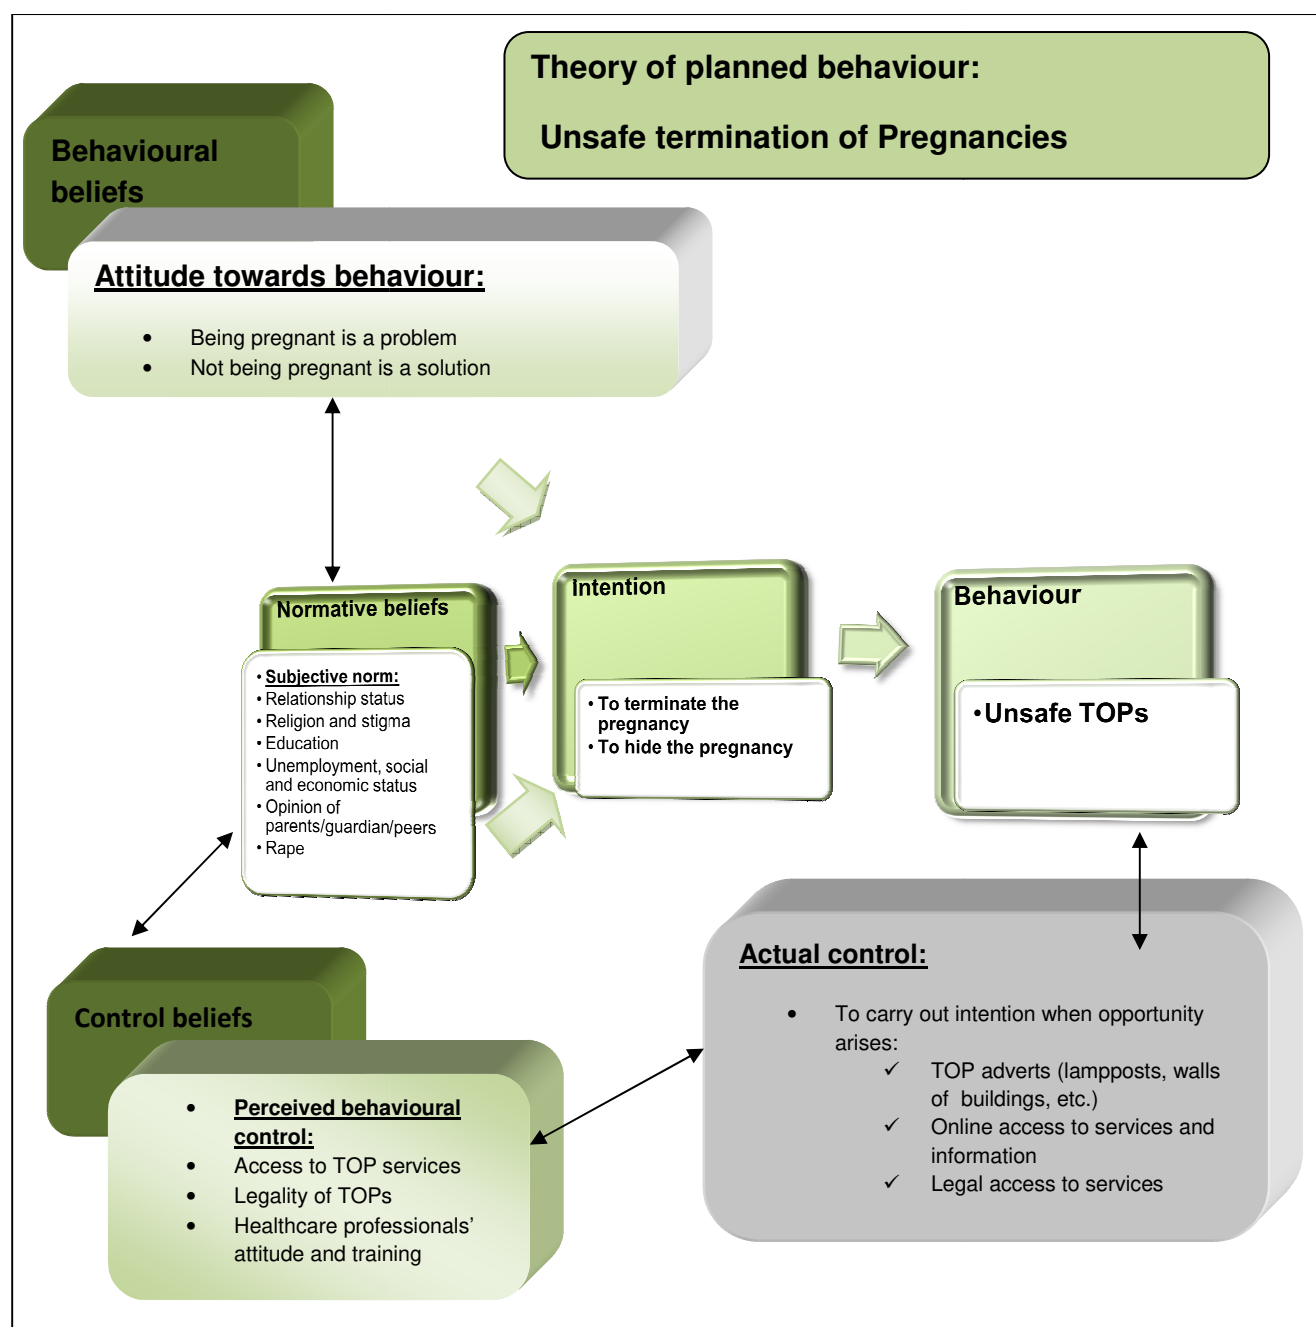 Theory of planned behaviour:
Unsafe termination of Pregnancies
Behavioural
beliefs
Attitude towards behaviour:
• Being pregnant is a problem
• Not being pregnant is a solution
Normative beliefs
• Subjective norm:
• Relationship status
• Religion and stigma
• Education
• Unemployment, social
and economic status
• Opinion of
parents/guardian/peers
• Rape
Intention
• To terminate the
pregnancy
• To hide the pregnancy
Behaviour
• Unsafe TOPs
Control beliefs
• Perceived behavioural
control:
• Access to TOP services
• Legality of TOPs
• Healthcare professionals’
attitude and training
Actual control:
• To carry out intention when opportunity
arises:
✓ TOP adverts (lampposts, walls
of buildings, etc.)
✓ Online access to services and
information
✓ Legal access to services